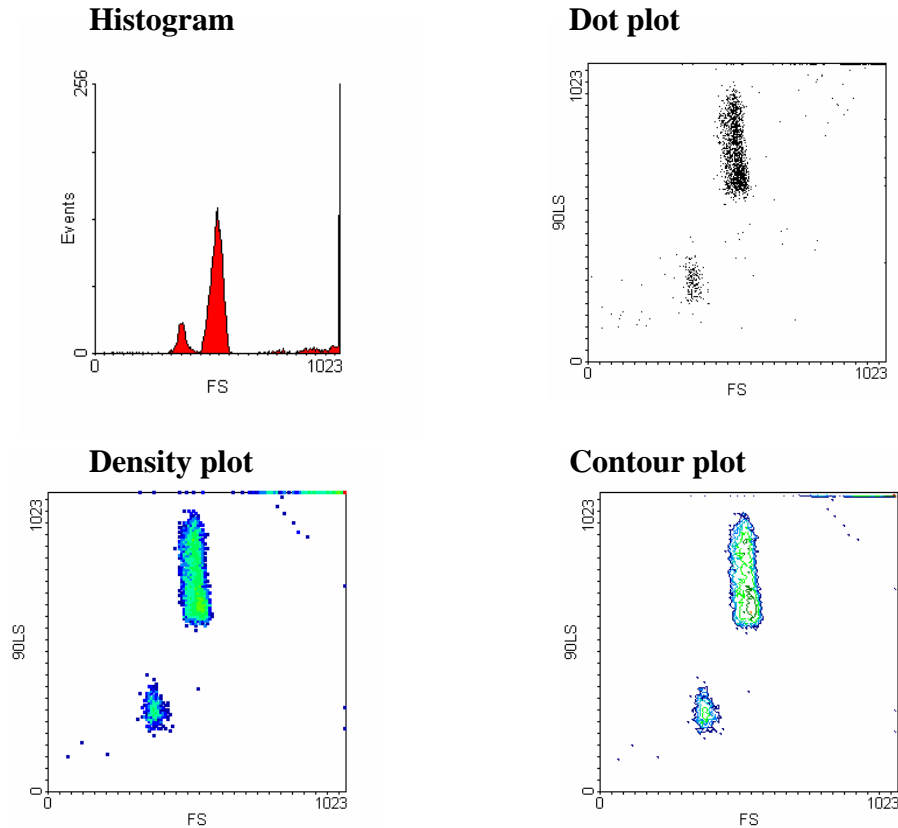 Histogram
256
Events
0
0
1023
FS
Dot plot
1023
90LS
0
0
1023
FS
Density plot
1023
90LS
0
0
1023
FS
Contour plot
1023
90LS
0
0
1023
FS